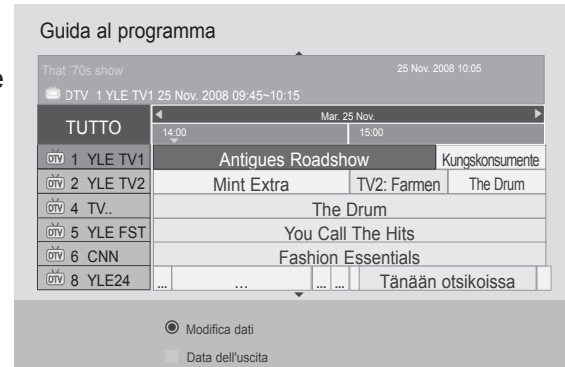 Guida al programma
e
That '70s show
25 Nov. 2008 10:05
DTV 1 YLE TV1 25 Nov. 2008 09:45~10:15
TUTTO
Mar. 25 Nov.
14:00 15:00
DTV 1 YLE TV1 Antigues Roadshow Kungskonsumente
DTV 2 YLE TV2 Mint Extra TV2: Farmen The Drum
DTV 4 TV.. The Drum
DTV 5 YLE FST You Call The Hits
DTV 6 CNN Fashion Essentials
DTV 8 YLE24 ... ... ... ... Tänään otsikoissa
Modifica dati
Data dell'uscita